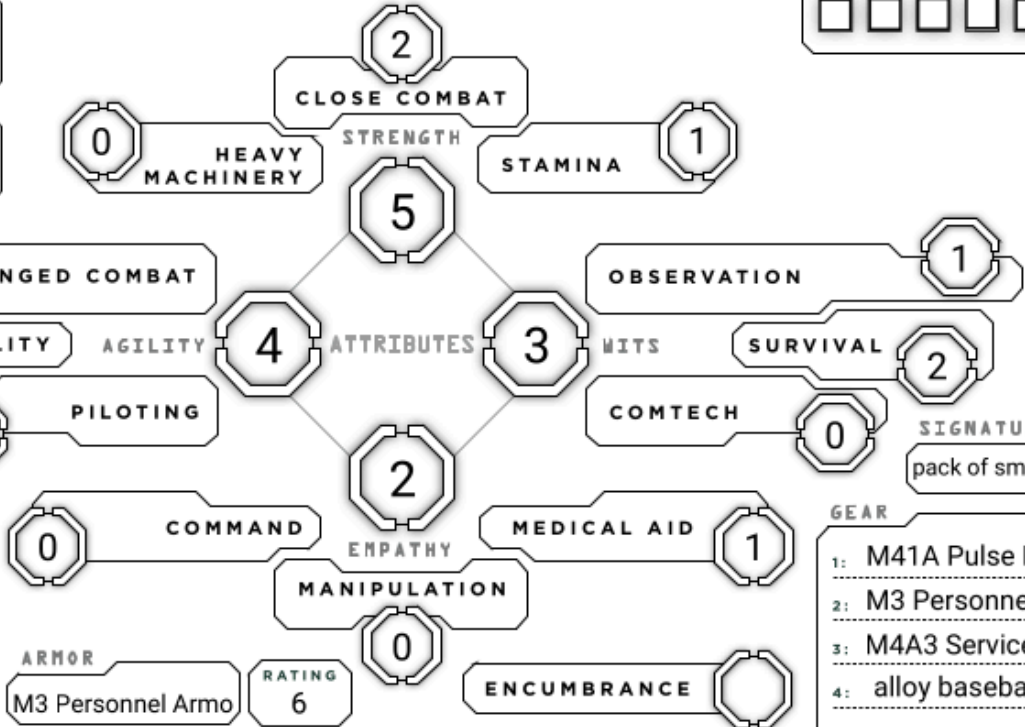 2
CLOSE COMBAT
0
HEAVY
MACHINERY
STRENGTH
STAMINA
1
5
NGED COMBAT
OBSERVATION
1
LITY
AGILITY
4
ATTRIBUTES
3
WITS
SURVIVAL
2
PILOTING
COMTECH
0
SIGNATU
pack of sm
2
EMPATHY
0
COMMAND
MEDICAL AID
1
MANIPULATION
0
GEAR
1: M41A Pulse
2: M3 Personne
3: M4A3 Service
4: alloy baseba
ARMOR
M3 Personnel Armo
RATING
6
ENCUMBRANCE